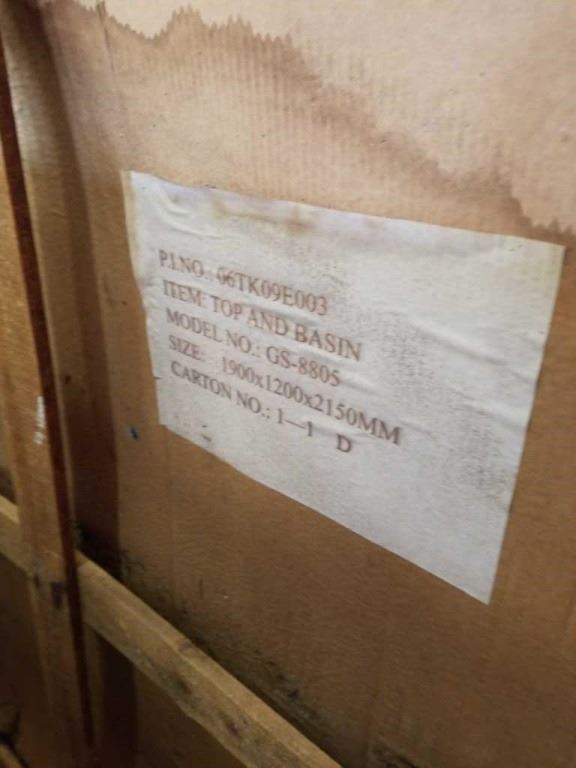 P.I.NO.: 06TK09E003
ITEM: TOP AND BASIN
MODEL NO.: GS-8805
SIZE: 1900x1200x2150MM
CARTON NO.: 1—1 D